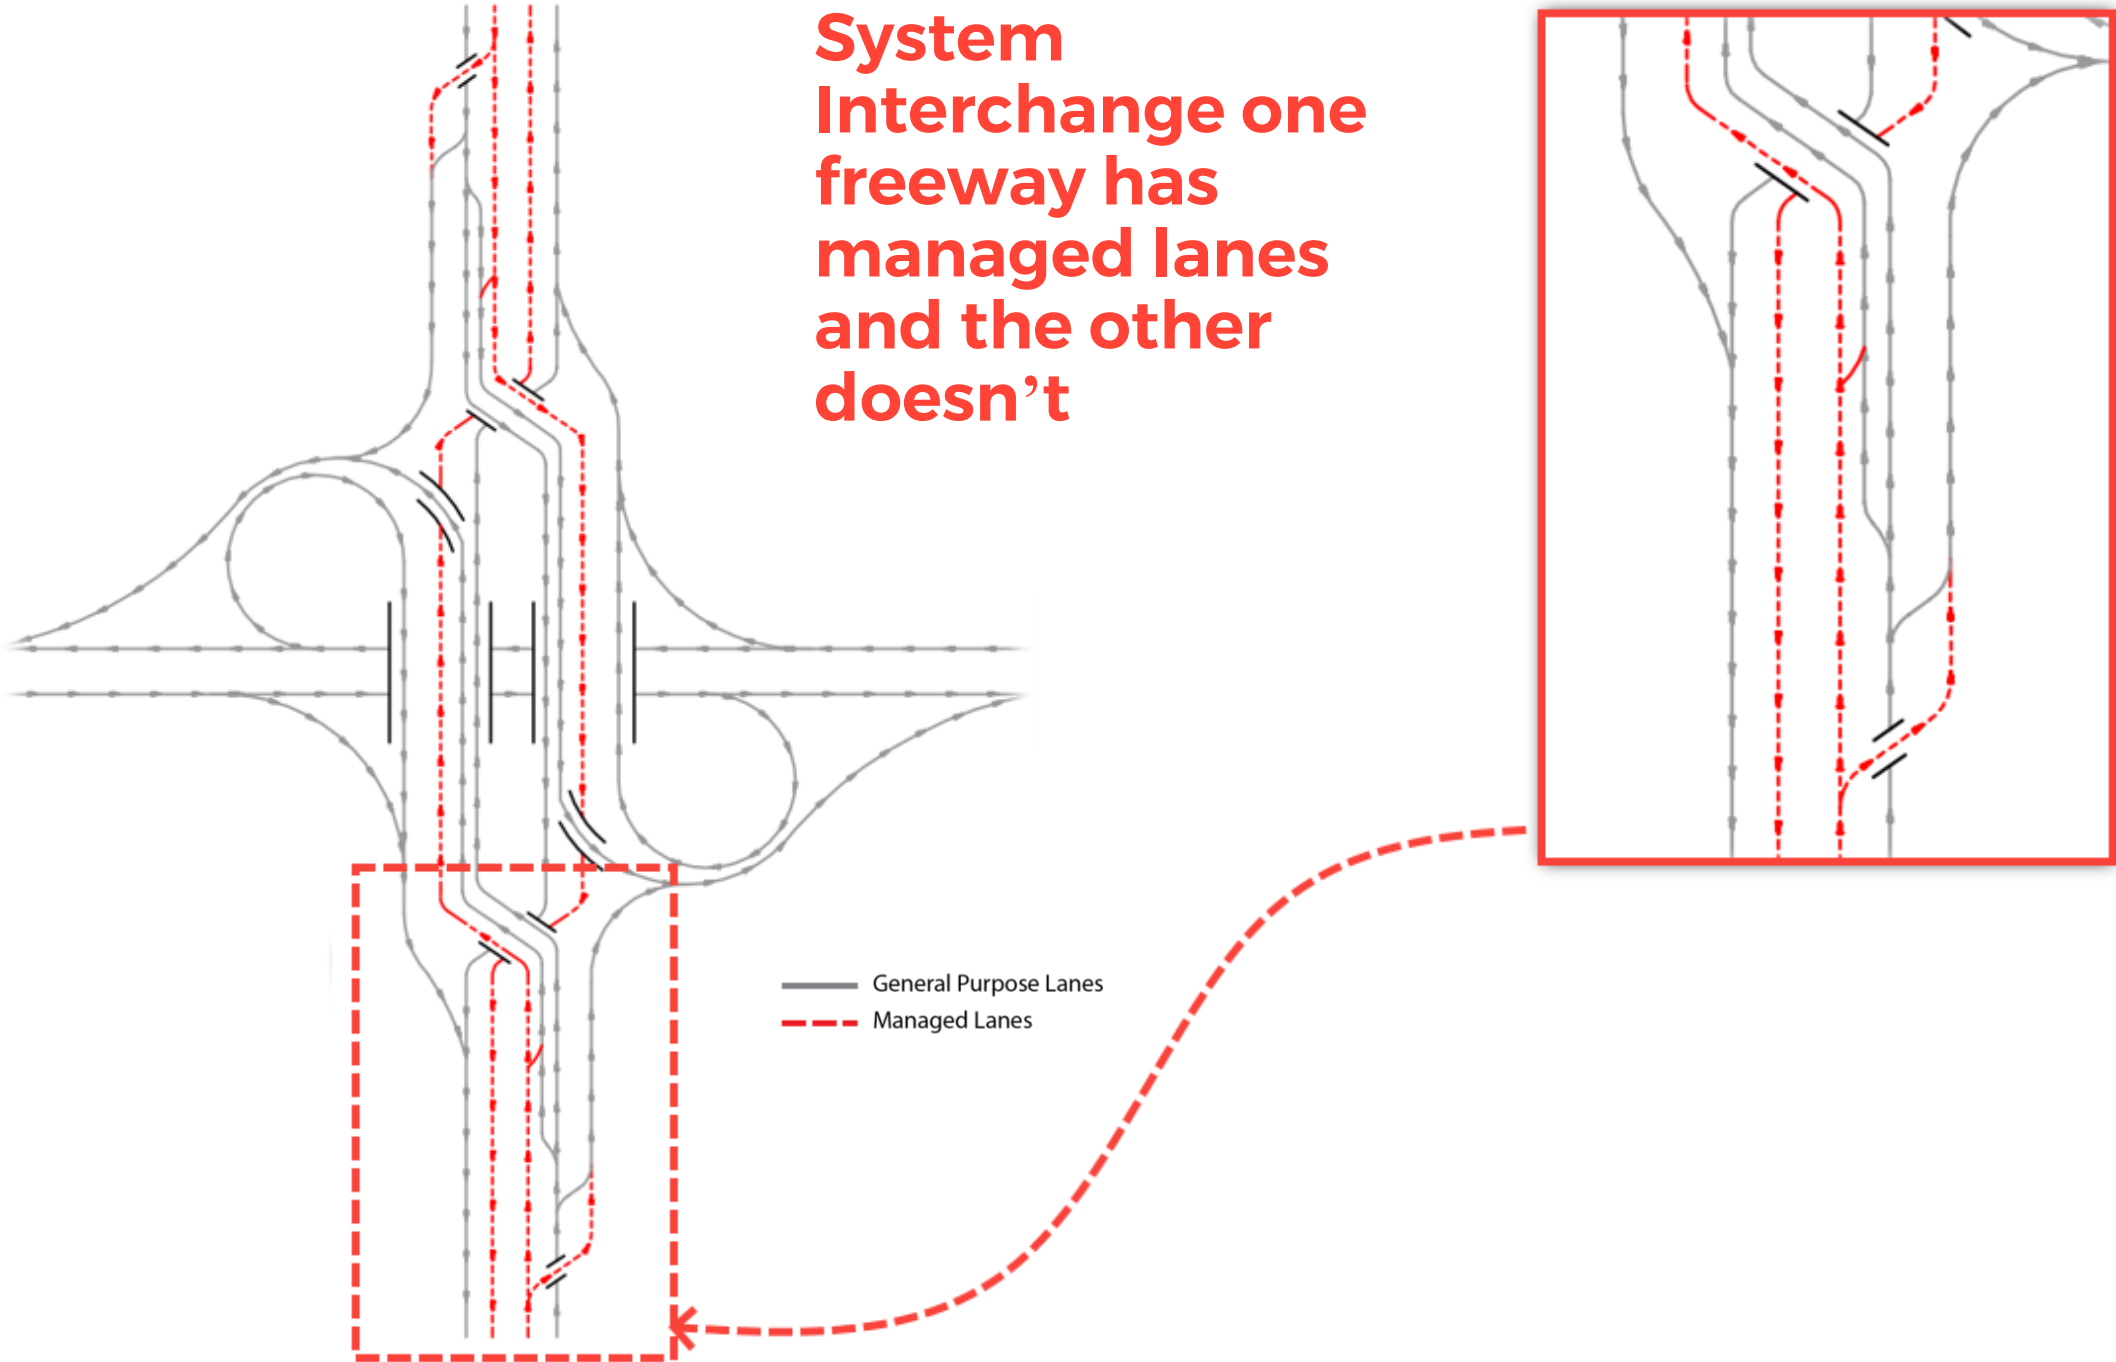 System
Interchange one
freeway has
managed lanes
and the other
doesn’t
General Purpose Lanes
Managed Lanes